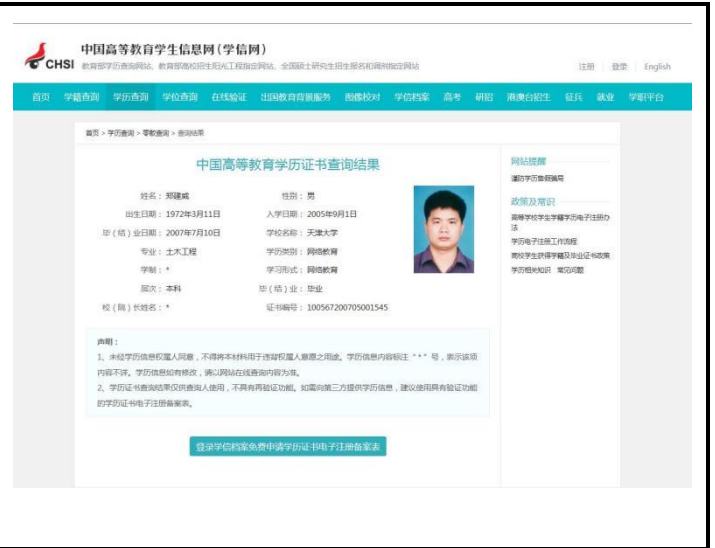 中国高等教育学生信息网(学信网)
CHSI 教育部学历查询网站、教育部高校招生阳光工程指定网站、全国硕士研究生招生报名和调剂指定网站
注册 登录 English
首页 学籍查询 学历查询 学位查询 在线验证 出国教育背景服务 图像校对 学信档案 高考 研招 港澳台招生 征兵 就业 学职平台
首页 > 学历查询 > 零散查询 > 查询结果
中国高等教育学历证书查询结果
姓名: 郑建威 性别: 男
出生日期: 1972年3月11日 入学日期: 2005年9月1日
毕(结)业日期: 2007年7月10日 学校名称: 天津大学
专业: 土木工程 学历类别: 网络教育
学制: * 学习形式: 网络教育
层次: 本科 毕(结)业: 毕业
校(院)长姓名: * 证书编号: 100567200705001545
声明:
1、未经学历信息权属人同意,不得将本材料用于违背权属人意愿之用途。学历信息内容标注“*”号,表示该项
内容不详。学历信息如有修改,请以网站在线查询内容为准。
2、学历证书查询结果仅供查询人使用,不具有再验证功能。如需向第三方提供学历信息,建议使用具有验证功能
的学历证书电子注册备案表。
登录学信档案免费申请学历证书电子注册备案表
网站提醒
谨防学历查假骗局
政策及常识
高等学校学生学籍学历电子注册办
法
学历电子注册工作流程
高校学生获得学籍及毕业证书政策
学历相关知识 常见问题